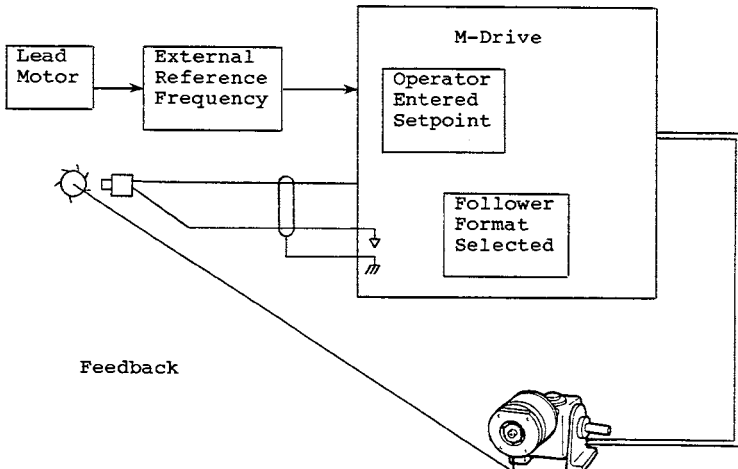 M-Drive
Lead
Motor
External
Reference
Frequency
Operator
Entered
Setpoint
Follower
Format
Selected
Feedback